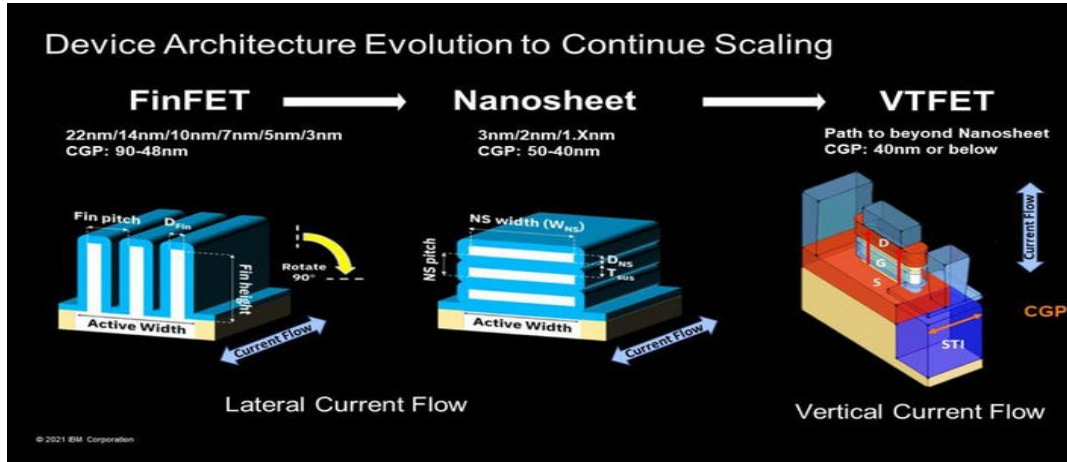 Device Architecture Evolution to Continue Scaling
FinFET
Nanosheet
VTFET
22nm/14nm/10nm/7nm/5nm/3nm
CGP: 90-48nm
3nm/2nm/1.Xnm
CGP: 50-40nm
Path to beyond Nanosheet
CGP: 40nm or below
Fin pitch
DFin
Fin height
Active Width
Current Flow
Rotate
90°
NS width (WNS)
NS pitch
DNS
Tsus
Active Width
Current Flow
D
G
S
STI
CGP
Current Flow
Lateral Current Flow
Vertical Current Flow
© 2021 IBM Corporation